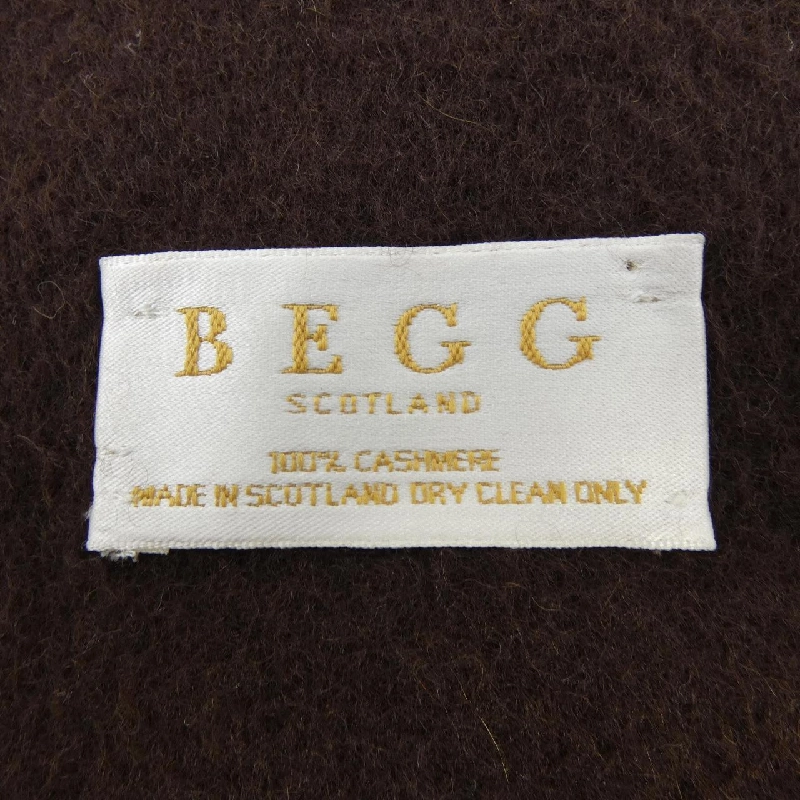 BEGG
SCOTLAND
100% CASHMERE
MADE IN SCOTLAND DRY CLEAN ONLY